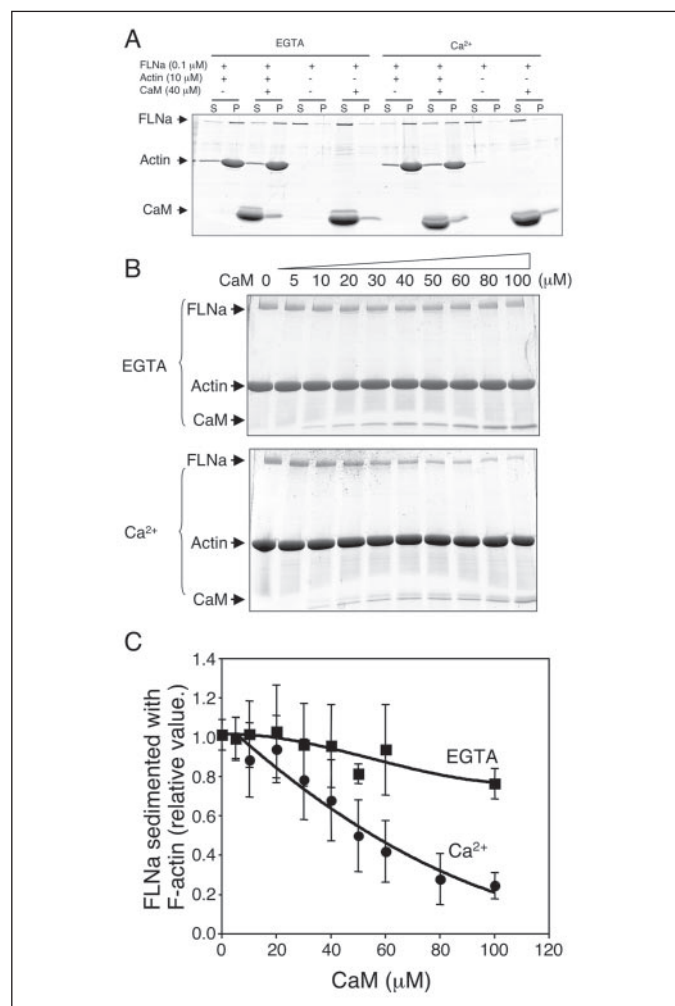 A
EGTA Ca²⁺
FLNa (0.1 μM) + + + + + + + +
Actin (10 μM) + + - - + + - -
CaM (40 μM) - + - + - + - +
S P S P S P S P S P S P S P S P
FLNa
Actin
CaM
B
CaM 0 5 10 20 30 40 50 60 80 100 (μM)
FLNa
EGTA
Actin
CaM
FLNa
Ca²⁺
Actin
CaM
C
FLNa sedimented with
F-actin (relative value.)
1.4
1.2
1.0
0.8
0.6
0.4
0.2
0.0
EGTA
Ca²⁺
0 20 40 60 80 100 120
CaM (μM)